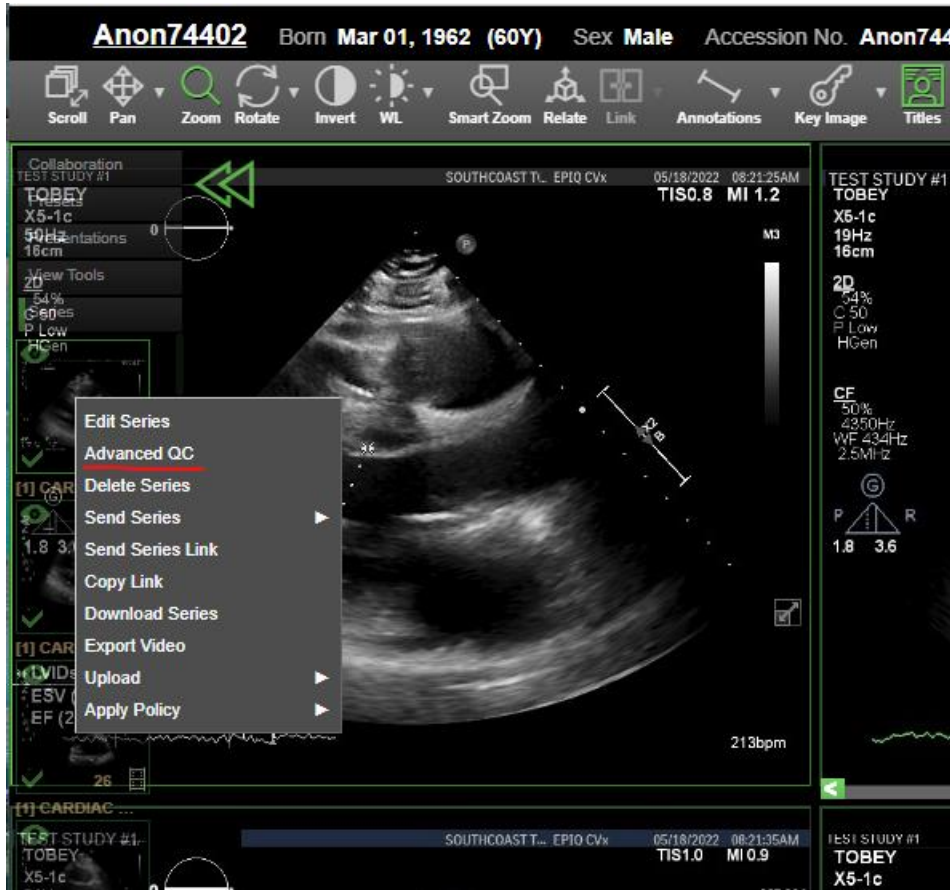 Anon74402 Born Mar 01, 1962 (60Y) Sex Male Accession No. Anon744
Scroll Pan Zoom Rotate Invert WL Smart Zoom Relate Link Annotations Key Image Titles
Collaboration
Presets
Presentations
View Tools
Series
TEST STUDY #1
TOBEY
X5-1c
50Hz
16cm
2D
54%
C 50
P Low
HGen
0
SOUTHCOAST T... EPIQ CVx 05/18/2022 08:21:25AM
TIS0.8 MI 1.2
P
M3
X2
B
213bpm
Edit Series
Advanced QC
Delete Series
Send Series
Send Series Link
Copy Link
Download Series
Export Video
Upload
Apply Policy
[1] CAR
G
1.8 3.
[1] CAR
LVIDs
ESV (
EF (2
26
[1] CARDIAC ...
TEST STUDY #1
TOBEY
X5-1c
19Hz
16cm
2D
54%
C 50
P Low
HGen
CF
50%
4350Hz
WF 434Hz
2.5MHz
G
P R
1.8 3.6
TEST STUDY #1
TOBEY
X5-1c
0
SOUTHCOAST T... EPIQ CVx 05/18/2022 08:21:35AM
TIS1.0 MI 0.9
TEST STUDY #1
TOBEY
X5-1c